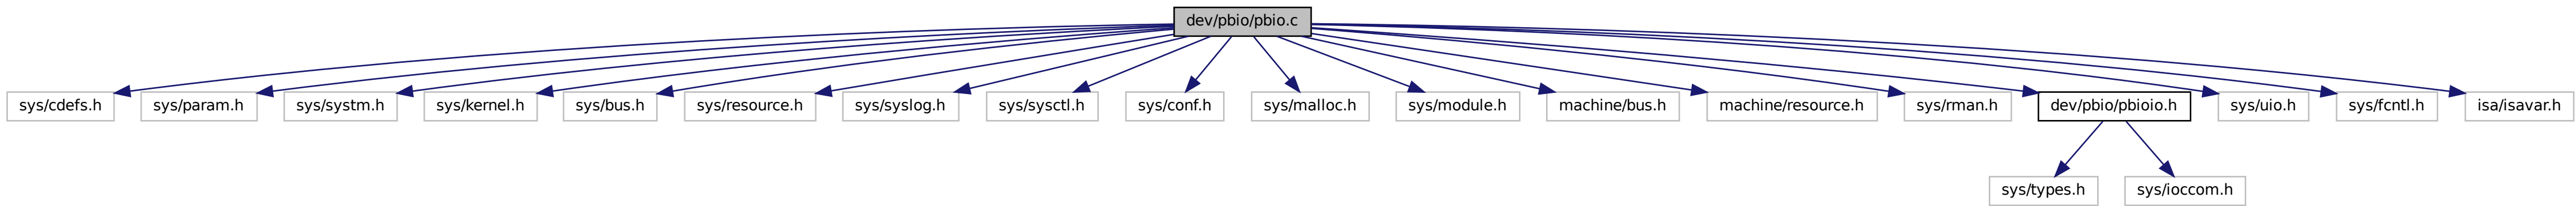 dev/pbio/pbio.c
sys/cdefs.h
sys/param.h
sys/systm.h
sys/kernel.h
sys/bus.h
sys/resource.h
sys/syslog.h
sys/sysctl.h
sys/conf.h
sys/malloc.h
sys/module.h
machine/bus.h
machine/resource.h
sys/rman.h
dev/pbio/pbioio.h
sys/uio.h
sys/fcntl.h
isa/isavar.h
sys/types.h
sys/ioccom.h